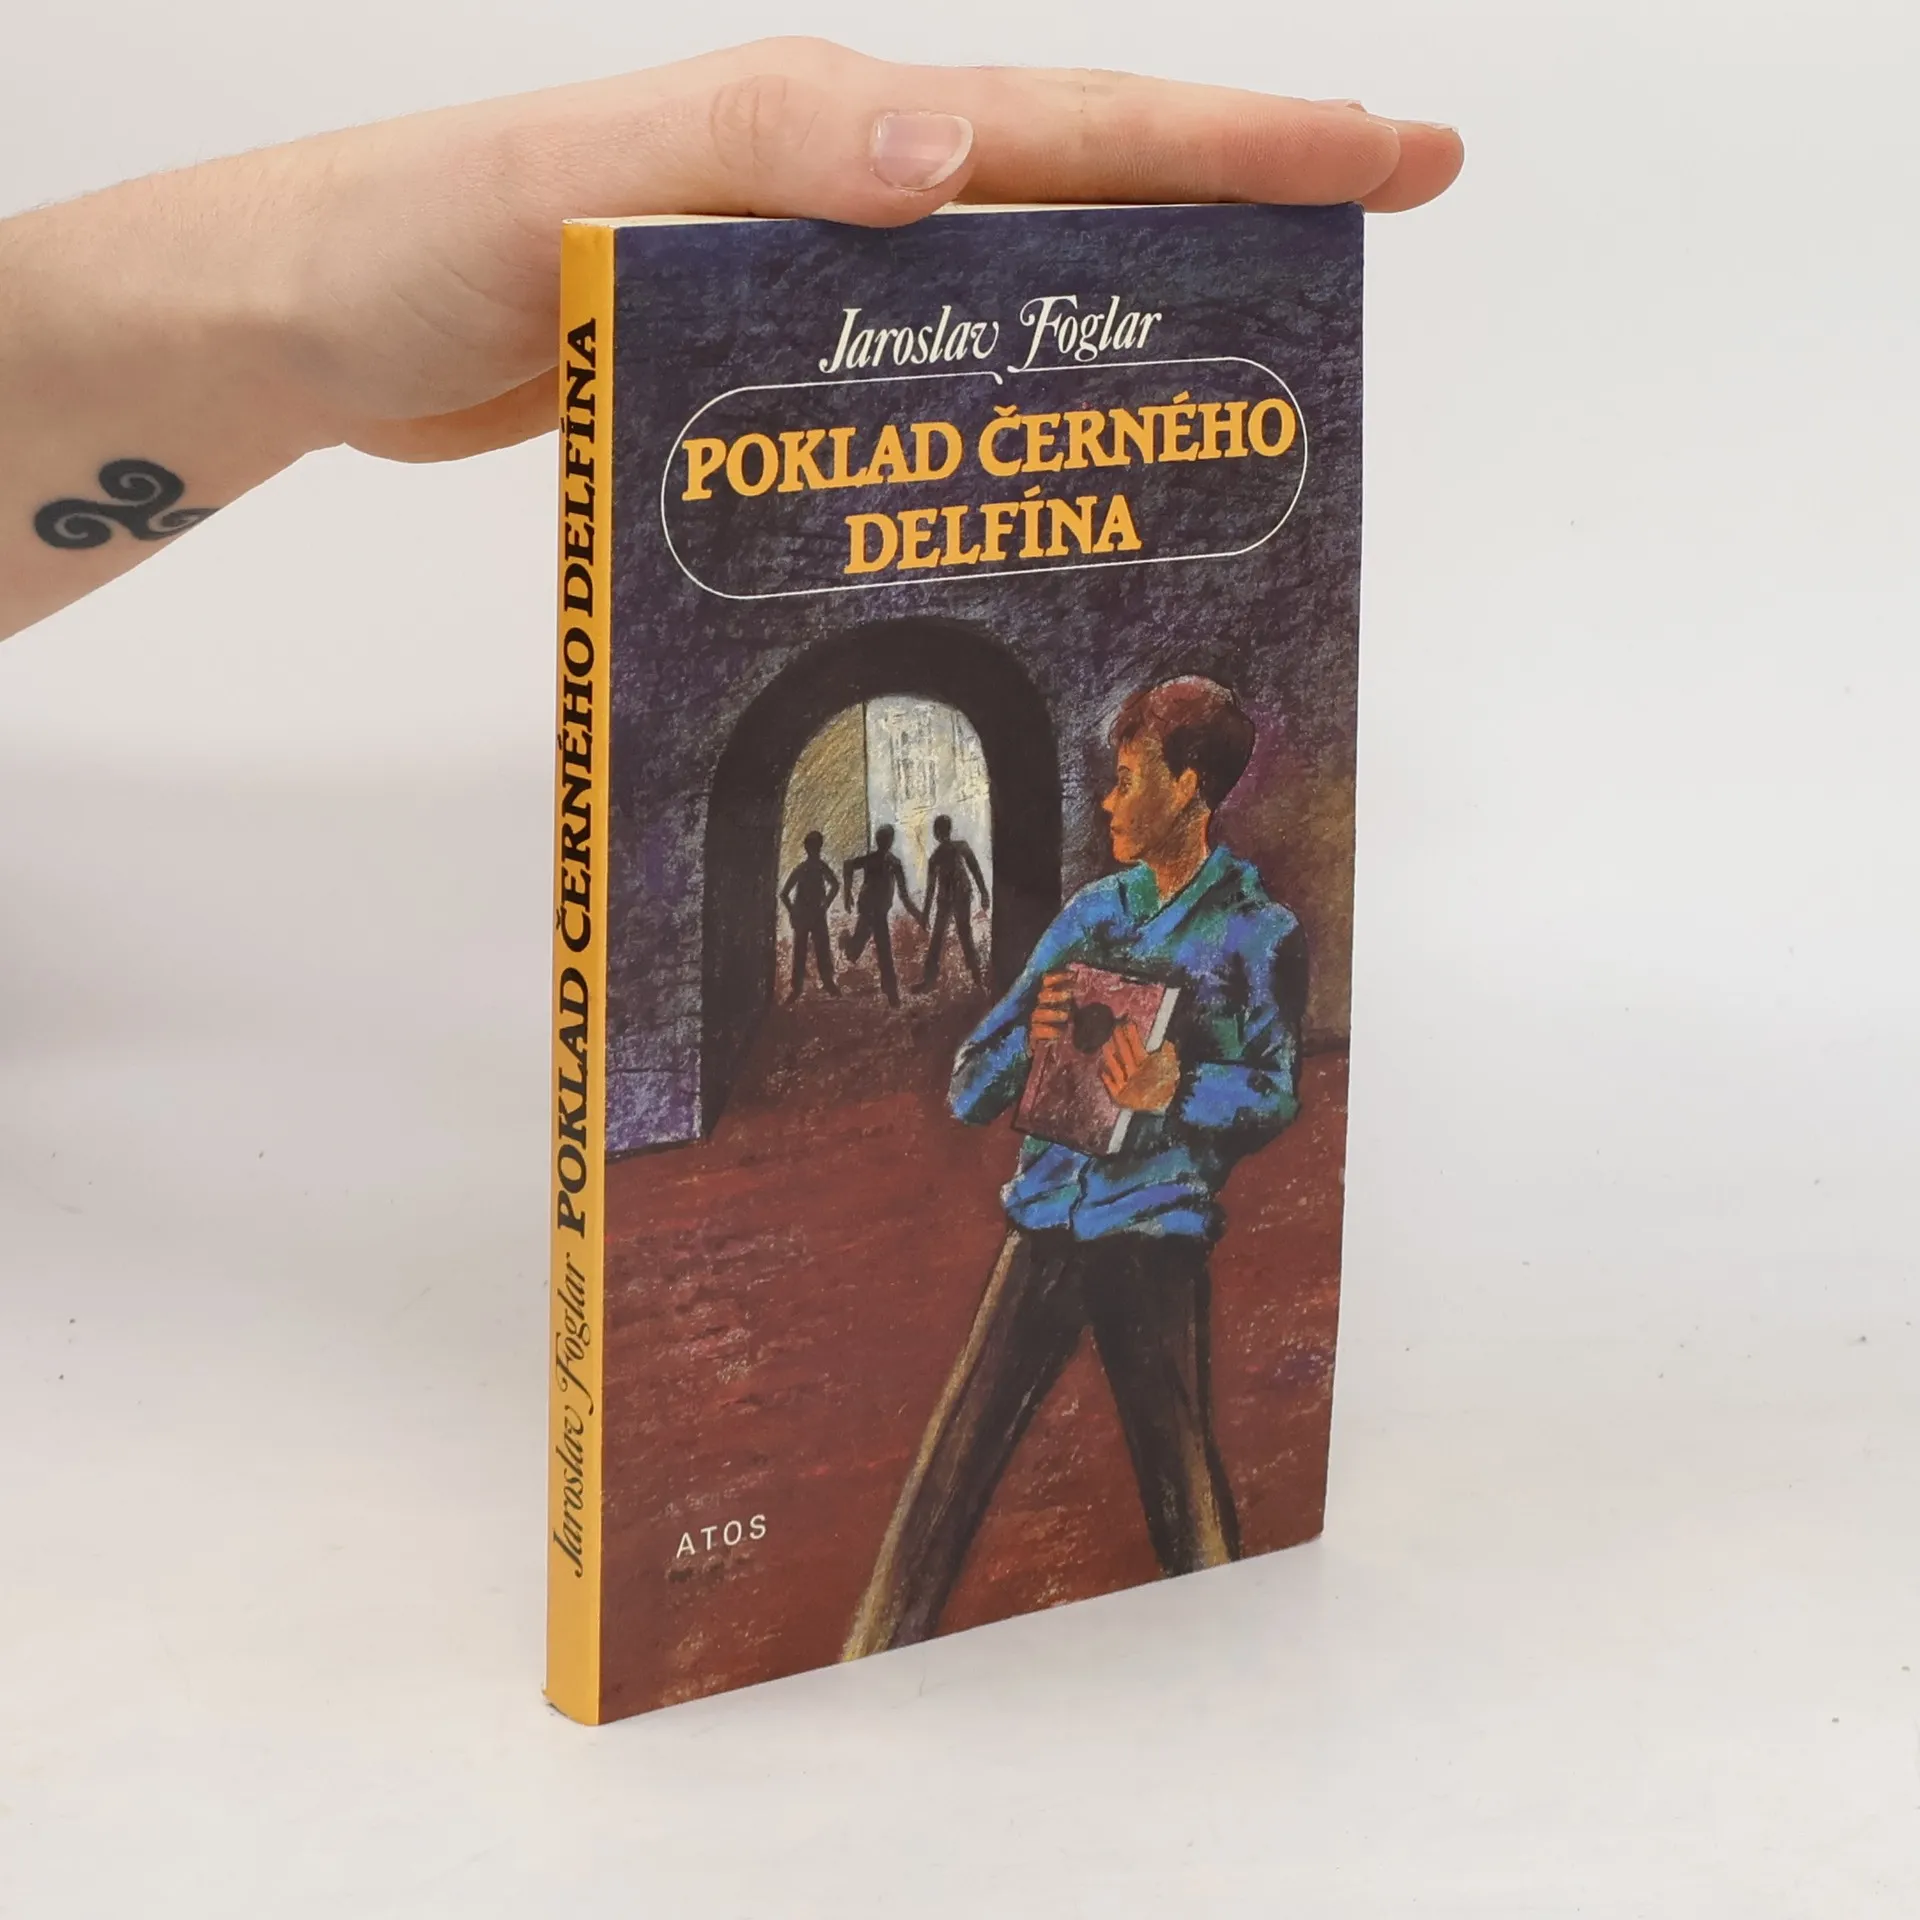 Jaroslav Foglar
POKLAD ČERNÉHO
DELFÍNA
ATOS
Jaroslav Foglar POKLAD ČERNÉHO DELFÍNA